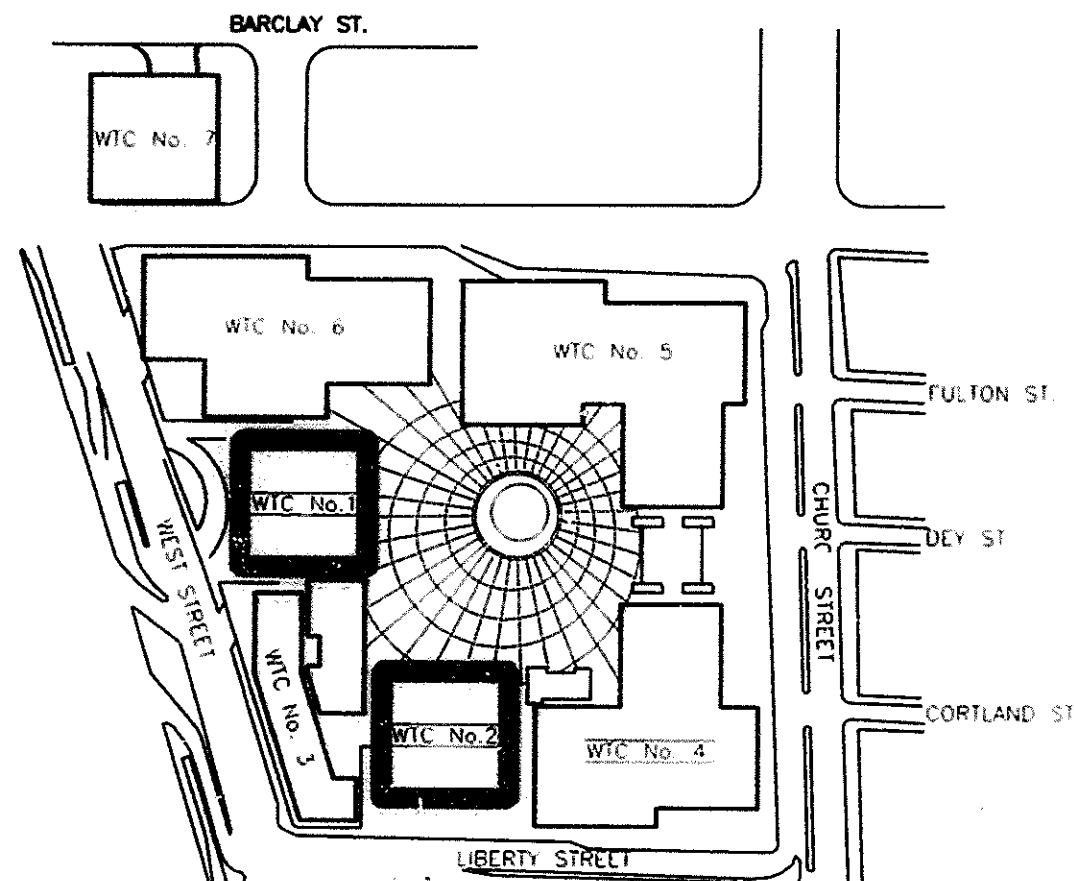 BARCLAY ST.
WTC No. 7
WTC No. 6
WTC No. 5
FULTON ST.
WTC No.1
CHURC STREET
WEST STREET
DEY ST
WTC No. 3
WTC No.2
WTC No. 4
CORTLAND ST
LIBERTY STREET